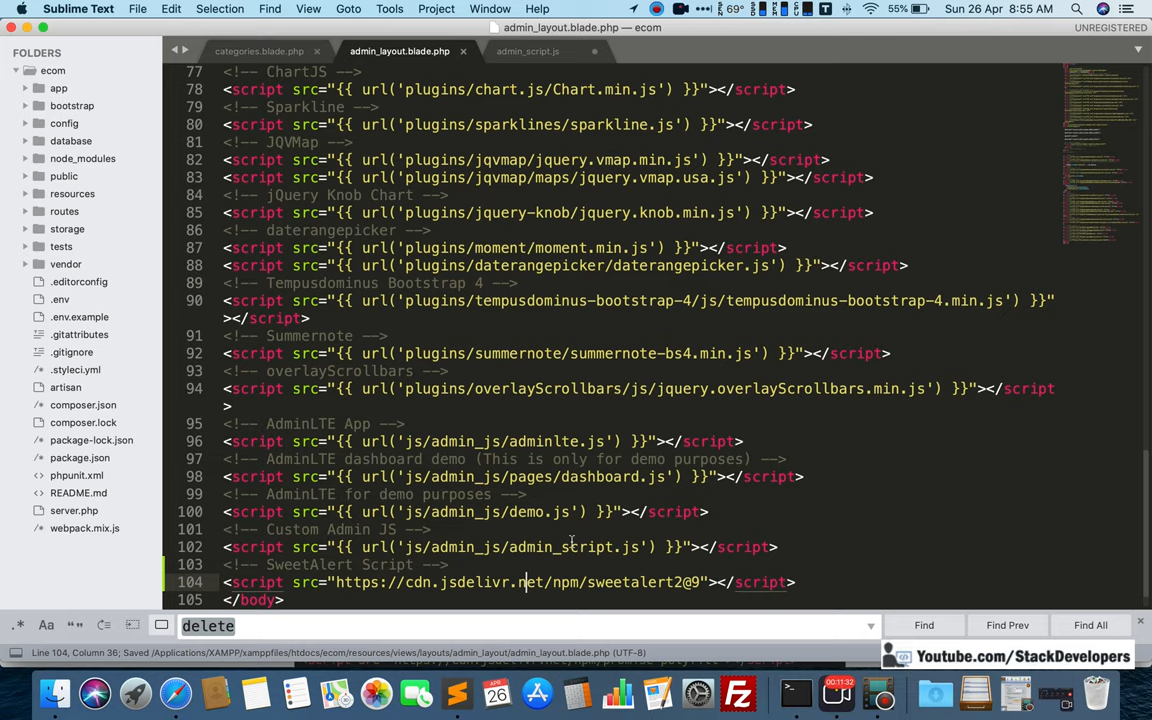 Sublime Text File Edit Selection Find View Goto Tools Project Window Help 69° 55% Sun 26 Apr 8:55 AM
admin_layout.blade.php — ecom UNREGISTERED
FOLDERS
ecom
app
bootstrap
config
database
node_modules
public
resources
routes
storage
tests
vendor
.editorconfig
.env
.env.example
.gitattributes
.gitignore
.styleci.yml
artisan
composer.json
composer.lock
package-lock.json
package.json
phpunit.xml
README.md
server.php
webpack.mix.js
categories.blade.php × admin_layout.blade.php × admin_script.js
77 <!-- ChartJS -->
78 <script src="{{ url('plugins/chart.js/Chart.min.js') }}"></script>
79 <!-- Sparkline -->
80 <script src="{{ url('plugins/sparklines/sparkline.js') }}"></script>
81 <!-- JQVMap -->
82 <script src="{{ url('plugins/jqvmap/jquery.vmap.min.js') }}"></script>
83 <script src="{{ url('plugins/jqvmap/maps/jquery.vmap.usa.js') }}"></script>
84 <!-- jQuery Knob Chart -->
85 <script src="{{ url('plugins/jquery-knob/jquery.knob.min.js') }}"></script>
86 <!-- daterangepicker -->
87 <script src="{{ url('plugins/moment/moment.min.js') }}"></script>
88 <script src="{{ url('plugins/daterangepicker/daterangepicker.js') }}"></script>
89 <!-- Tempusdominus Bootstrap 4 -->
90 <script src="{{ url('plugins/tempusdominus-bootstrap-4/js/tempusdominus-bootstrap-4.min.js') }}"
></script>
91 <!-- Summernote -->
92 <script src="{{ url('plugins/summernote/summernote-bs4.min.js') }}"></script>
93 <!-- overlayScrollbars -->
94 <script src="{{ url('plugins/overlayScrollbars/js/jquery.overlayScrollbars.min.js') }}"></script
>
95 <!-- AdminLTE App -->
96 <script src="{{ url('js/admin_js/adminlte.js') }}"></script>
97 <!-- AdminLTE dashboard demo (This is only for demo purposes) -->
98 <script src="{{ url('js/admin_js/pages/dashboard.js') }}"></script>
99 <!-- AdminLTE for demo purposes -->
100 <script src="{{ url('js/admin_js/demo.js') }}"></script>
101 <!-- Custom Admin JS -->
102 <script src="{{ url('js/admin_js/admin_script.js') }}"></script>
103 <!-- SweetAlert Script -->
104 <script src="https://cdn.jsdelivr.net/npm/sweetalert2@9"></script>
105 </body>
.* Aa “” delete Find Find Prev Find All ×
Line 104, Column 36; Saved /Applications/XAMPP/xamppfiles/htdocs/ecom/resources/views/layouts/admin_layout/admin_layout.blade.php (UTF-8)
Youtube.com/StackDevelopers
00:11:32